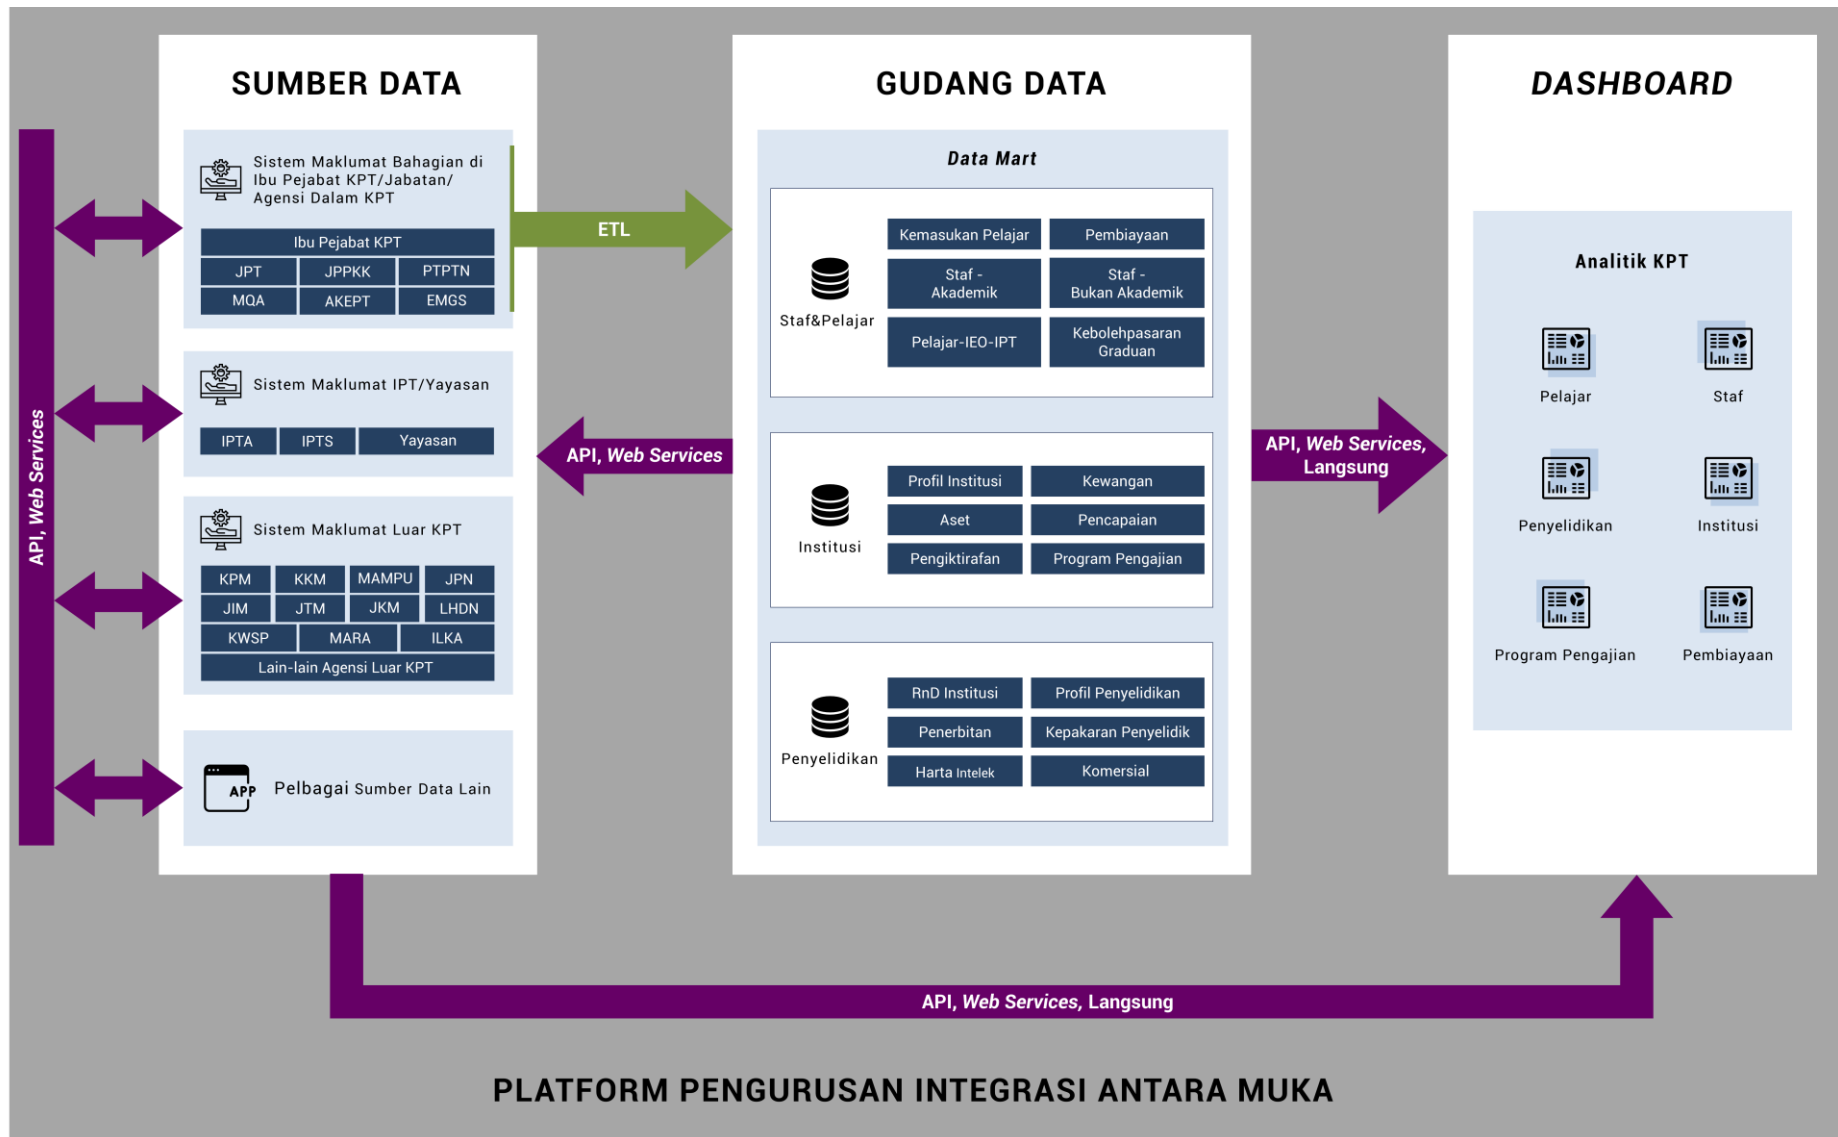 SUMBER DATA
Sistem Maklumat Bahagian di
Ibu Pejabat KPT/Jabatan/
Agensi Dalam KPT
Ibu Pejabat KPT
JPT
JPPKK
PTPTN
MQA
AKEPT
EMGS
Sistem Maklumat IPT/Yayasan
IPTA
IPTS
Yayasan
Sistem Maklumat Luar KPT
KPM
KKM
MAMPU
JPN
JIM
JTM
JKM
LHDN
KWSP
MARA
ILKA
Lain-lain Agensi Luar KPT
APP
Pelbagai Sumber Data Lain
API, Web Services
ETL
API, Web Services
GUDANG DATA
Data Mart
Staf&Pelajar
Kemasukan Pelajar
Pembiayaan
Staf -
Akademik
Staf -
Bukan Akademik
Pelajar-IEO-IPT
Kebolehpasaran
Graduan
Institusi
Profil Institusi
Kewangan
Aset
Pencapaian
Pengiktirafan
Program Pengajian
Penyelidikan
RnD Institusi
Profil Penyelidikan
Penerbitan
Kepakaran Penyelidik
Harta Intelek
Komersial
API, Web Services,
Langsung
DASHBOARD
Analitik KPT
Pelajar
Staf
Penyelidikan
Institusi
Program Pengajian
Pembiayaan
API, Web Services, Langsung
PLATFORM PENGURUSAN INTEGRASI ANTARA MUKA